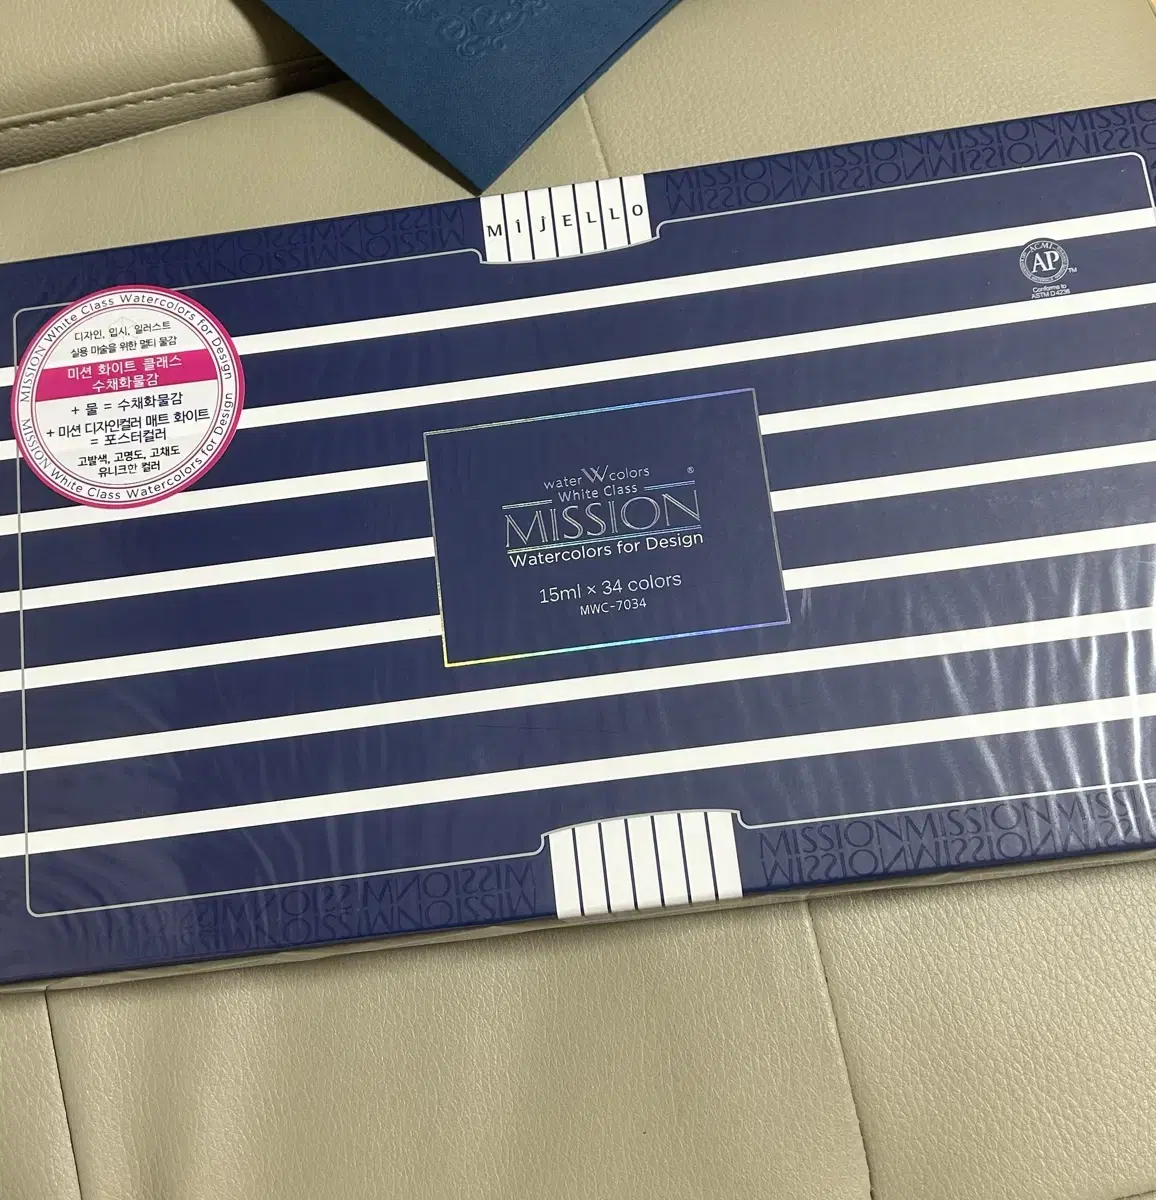 MíjELLO
MISSIONMISSIONMISSION
MISSIONMISSIONMISSION
ACMI
AP
TM
Conforms to
ASTM D 4236
MISSION White Class Watercolors for Design
디자인, 입시, 일러스트
실용 미술을 위한 멀티 물감
미션 화이트 클래스
수채화물감
+ 물 = 수채화물감
+ 미션 디자인컬러 매트 화이트
= 포스터컬러
고발색, 고명도, 고채도
유니크한 컬러
MISSION White Class Watercolors for Design
water W colors ®
White Class
MISSION
Watercolors for Design
15ml × 34 colors
MWC-7034
MISSIONMISSIONMISSION
MISSIONMISSIONMISSION